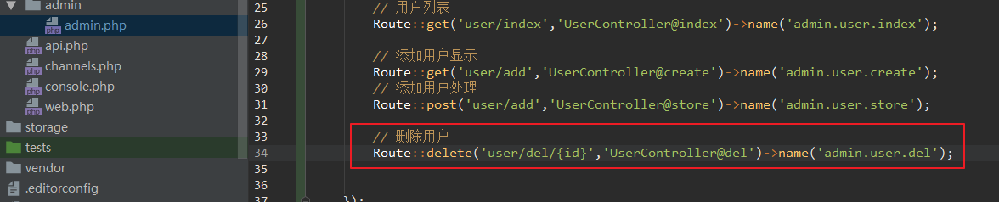 admin
admin.php
api.php
channels.php
console.php
web.php
storage
tests
vendor
.editorconfig
25 // 用户列表
26 Route::get('user/index','UserController@index')->name('admin.user.index');
27
28 // 添加用户显示
29 Route::get('user/add','UserController@create')->name('admin.user.create');
30 // 添加用户处理
31 Route::post('user/add','UserController@store')->name('admin.user.store');
32
33 // 删除用户
34 Route::delete('user/del/{id}','UserController@del')->name('admin.user.del');
35
36
37 });